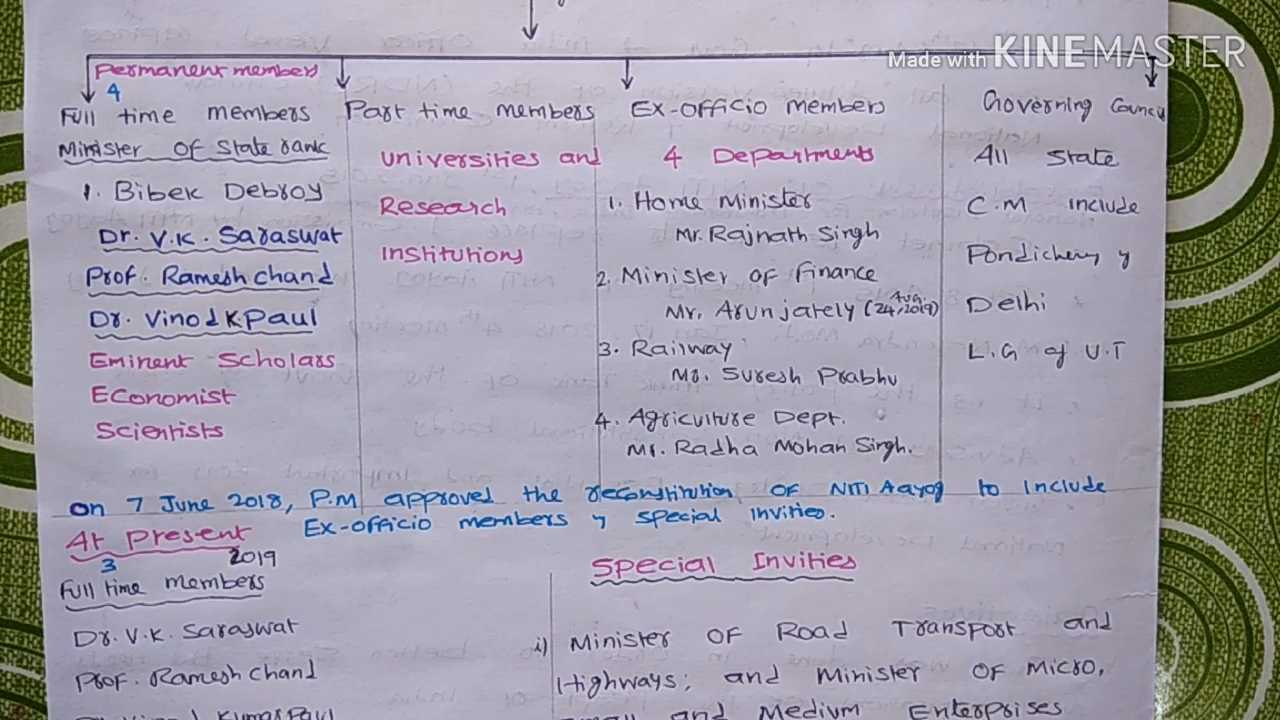 Made with KINEMASTER
Permanent members
4
Full time members
Minister Of State rank
1. Bibek Debroy
Dr. V.K. Saraswat
Prof. Ramesh chand
Dr. Vinod K Paul
Eminent Scholars
Economist
Scientists
Part time members
Universities and
Research
Institutions
Ex-Officio members
4 Departments
1. Home Minister
Mr. Rajnath Singh
2. Minister of Finance
Mr. Arun jately (24, Aug. 2019)
3. Railway
Mr. Suresh Prabhu
4. Agriculture Dept.
Mr. Radha Mohan Singh.
Governing Council
All State
C.M include
Pondicherry y
Delhi
L.G of U.T
On 7 June 2018, P.M approved the reconstitution OF NITI Aayog to Include
Ex-officio members y special Invities.
At Present
2019
3
Full time members
Dr. V.K. Saraswat
Prof. Ramesh Chand
Kumar Paul
Special Invities
i) Minister OF Road Transport and
Highways; and Minister OF Micro,
and Medium Enterprises